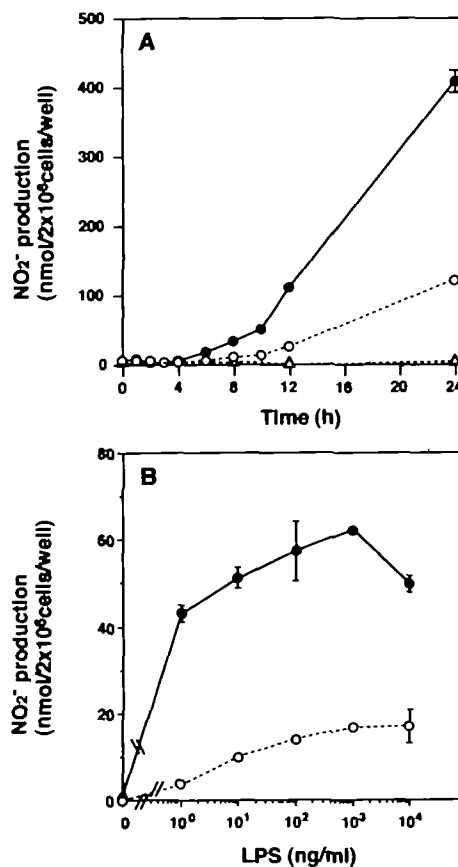 A
500
400
300
200
100
0
NO₂⁻ production
(nmol/2x10⁶cells/well)
0 4 8 12 16 20 24
Time (h)
B
80
60
40
20
0
NO₂⁻ production
(nmol/2x10⁶cells/well)
0 10⁰ 10¹ 10² 10³ 10⁴
LPS (ng/ml)